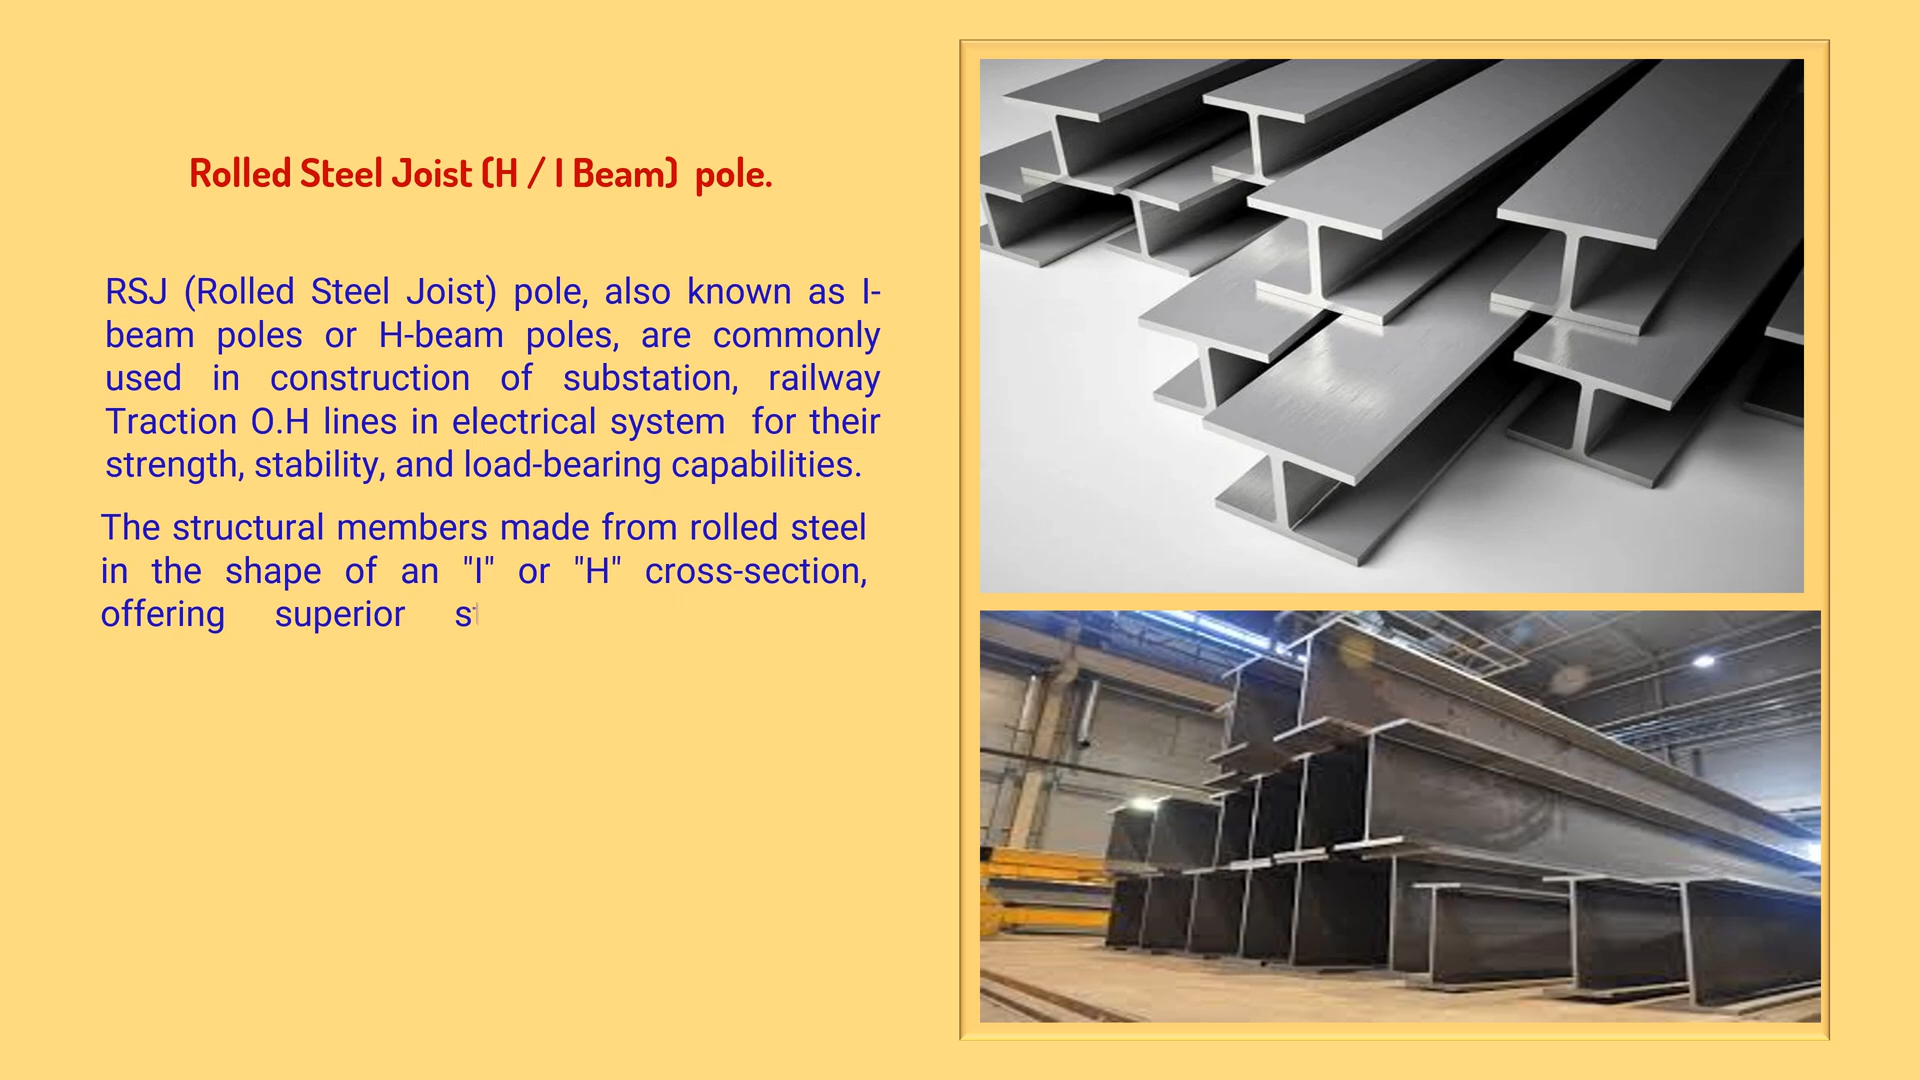 Rolled Steel Joist (H / I Beam) pole.
RSJ (Rolled Steel Joist) pole, also known as I-
beam poles or H-beam poles, are commonly
used in construction of substation, railway
Traction O.H lines in electrical system for their
strength, stability, and load-bearing capabilities.
The structural members made from rolled steel
in the shape of an "I" or "H" cross-section,
offering superior